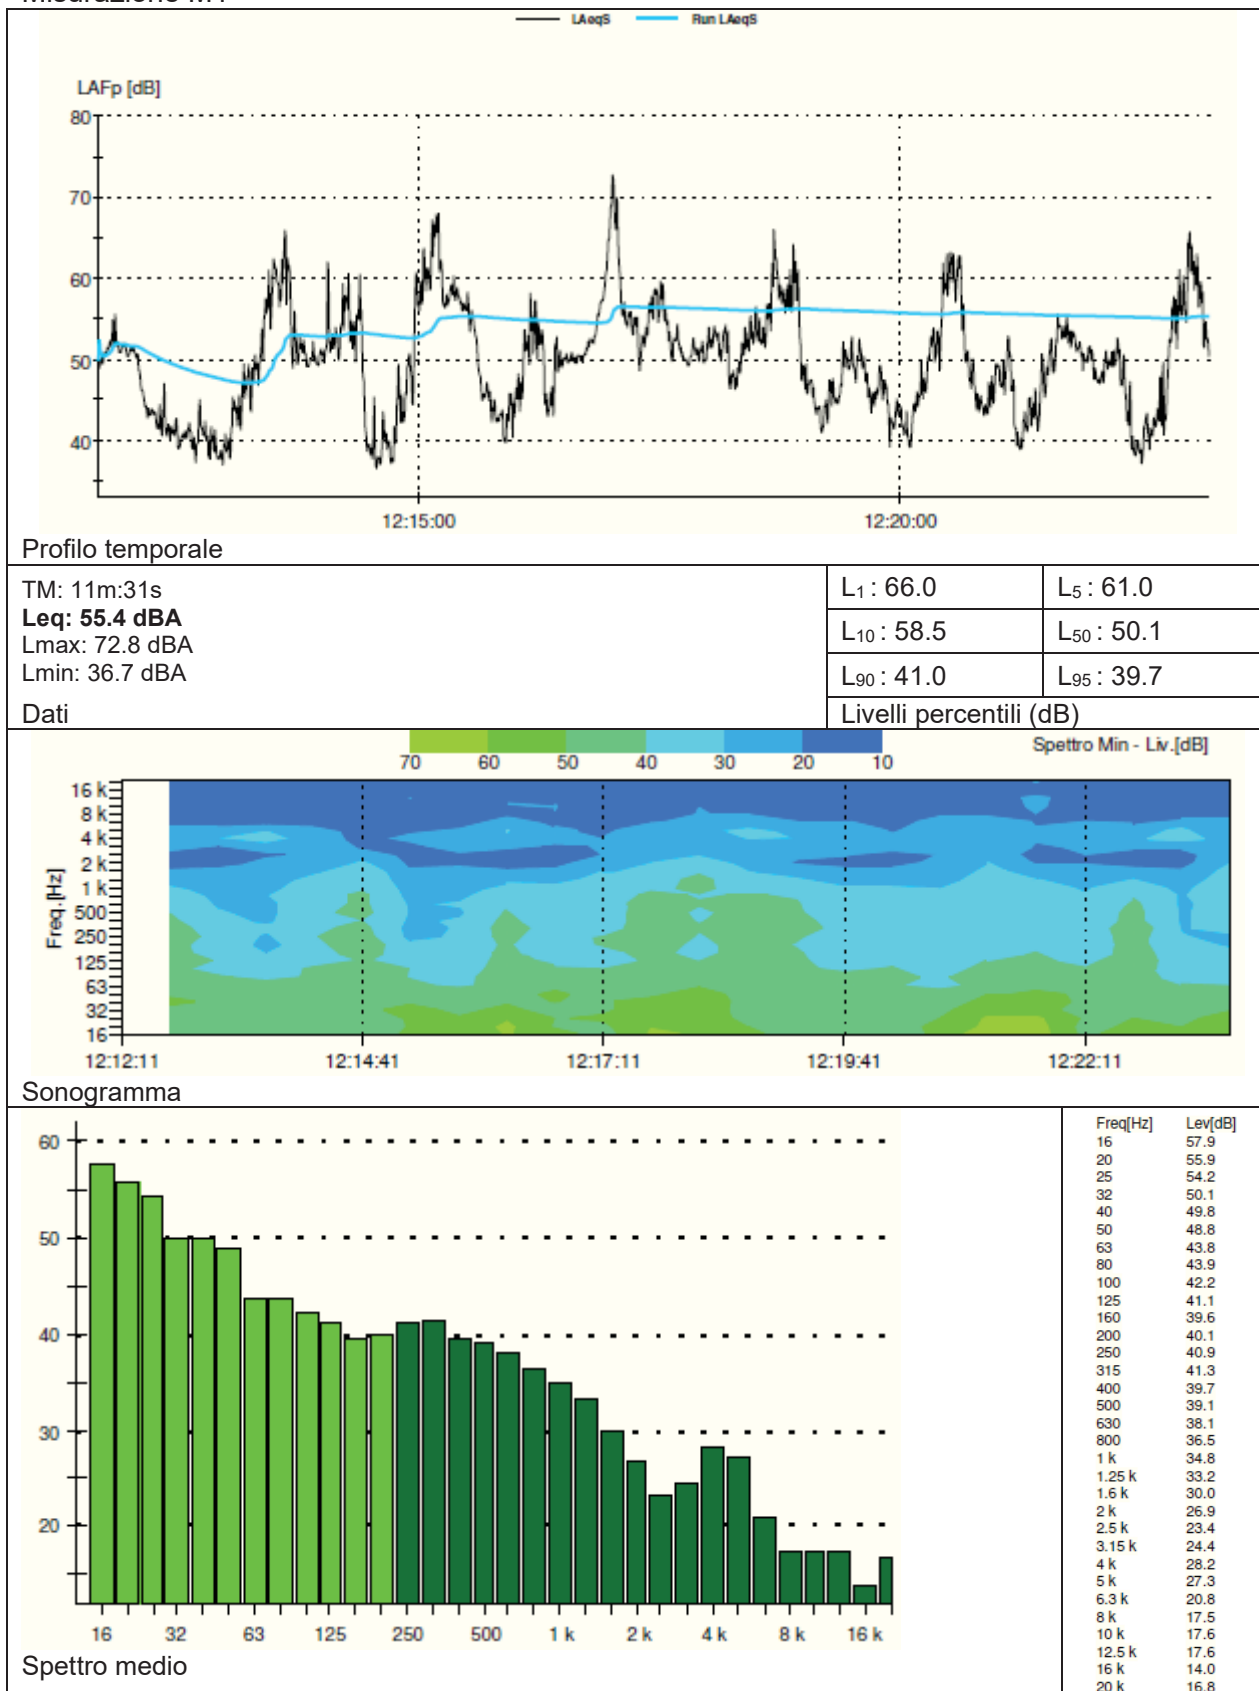 LAeqS Run LAeqS
LAFp [dB]
80
70
60
50
40
12:15:00 12:20:00
Profilo temporale
TM: 11m:31s
Leq: 55.4 dBA
Lmax: 72.8 dBA
Lmin: 36.7 dBA
Dati
L1 : 66.0 L5 : 61.0
L10 : 58.5 L50 : 50.1
L90 : 41.0 L95 : 39.7
Livelli percentili (dB)
70 60 50 40 30 20 10
Spettro Min - Liv.[dB]
Freq.[Hz]
16 k
8 k
4 k
2 k
1 k
500
250
125
63
32
16
12:12:11 12:14:41 12:17:11 12:19:41 12:22:11
Sonogramma
60
50
40
30
20
16 32 63 125 250 500 1 k 2 k 4 k 8 k 16 k
Spettro medio
Freq[Hz] Lev[dB]
16 57.9
20 55.9
25 54.2
32 50.1
40 49.8
50 48.8
63 43.8
80 43.9
100 42.2
125 41.1
160 39.6
200 40.1
250 40.9
315 41.3
400 39.7
500 39.1
630 38.1
800 36.5
1 k 34.8
1.25 k 33.2
1.6 k 30.0
2 k 26.9
2.5 k 23.4
3.15 k 24.4
4 k 28.2
5 k 27.3
6.3 k 20.8
8 k 17.5
10 k 17.6
12.5 k 17.6
16 k 14.0
20 k 16.8